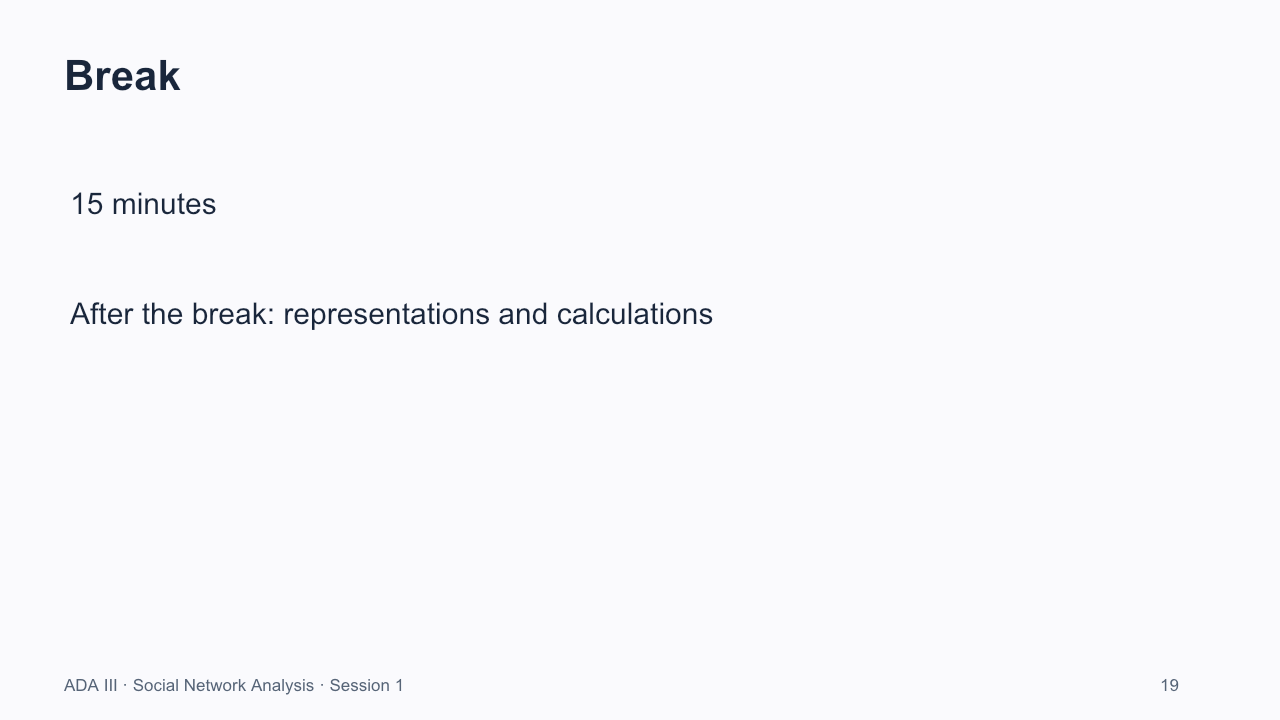 Break
15 minutes
After the break: representations and calculations
ADA III · Social Network Analysis · Session 1
19